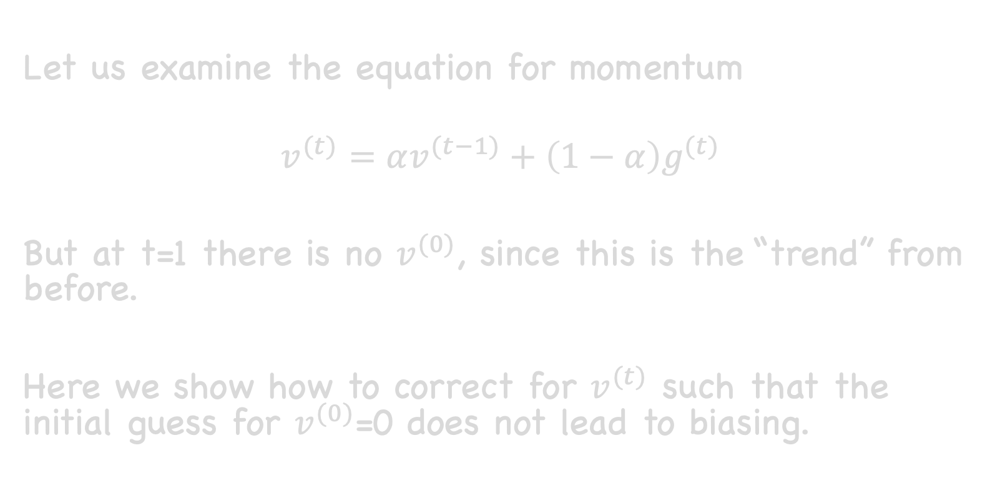 Let us examine the equation for momentum
𝑣⁽ᵗ⁾ = 𝛼𝑣⁽ᵗ⁻¹⁾ + (1 − 𝛼)𝑔⁽ᵗ⁾
But at t=1 there is no 𝑣⁽⁰⁾, since this is the “trend” from
before.
Here we show how to correct for 𝑣⁽ᵗ⁾ such that the
initial guess for 𝑣⁽⁰⁾=0 does not lead to biasing.